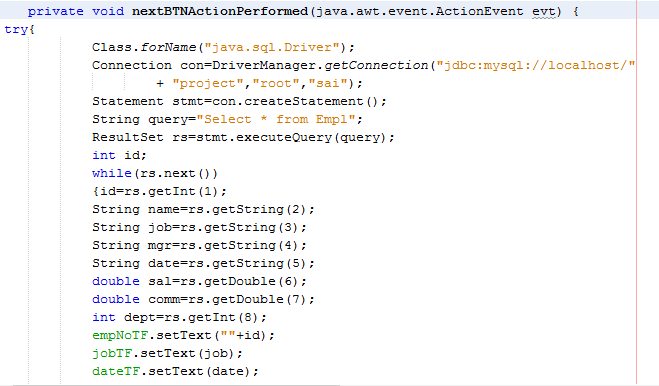 private void nextBTNActionPerformed(java.awt.event.ActionEvent evt) {
try{
Class.forName("java.sql.Driver");
Connection con=DriverManager.getConnection("jdbc:mysql://localhost/"
+ "project","root","sai");
Statement stmt=con.createStatement();
String query="Select * from Empl";
ResultSet rs=stmt.executeQuery(query);
int id;
while(rs.next())
{id=rs.getInt(1);
String name=rs.getString(2);
String job=rs.getString(3);
String mgr=rs.getString(4);
String date=rs.getString(5);
double sal=rs.getDouble(6);
double comm=rs.getDouble(7);
int dept=rs.getInt(8);
empNoTF.setText(""+id);
jobTF.setText(job);
dateTF.setText(date);